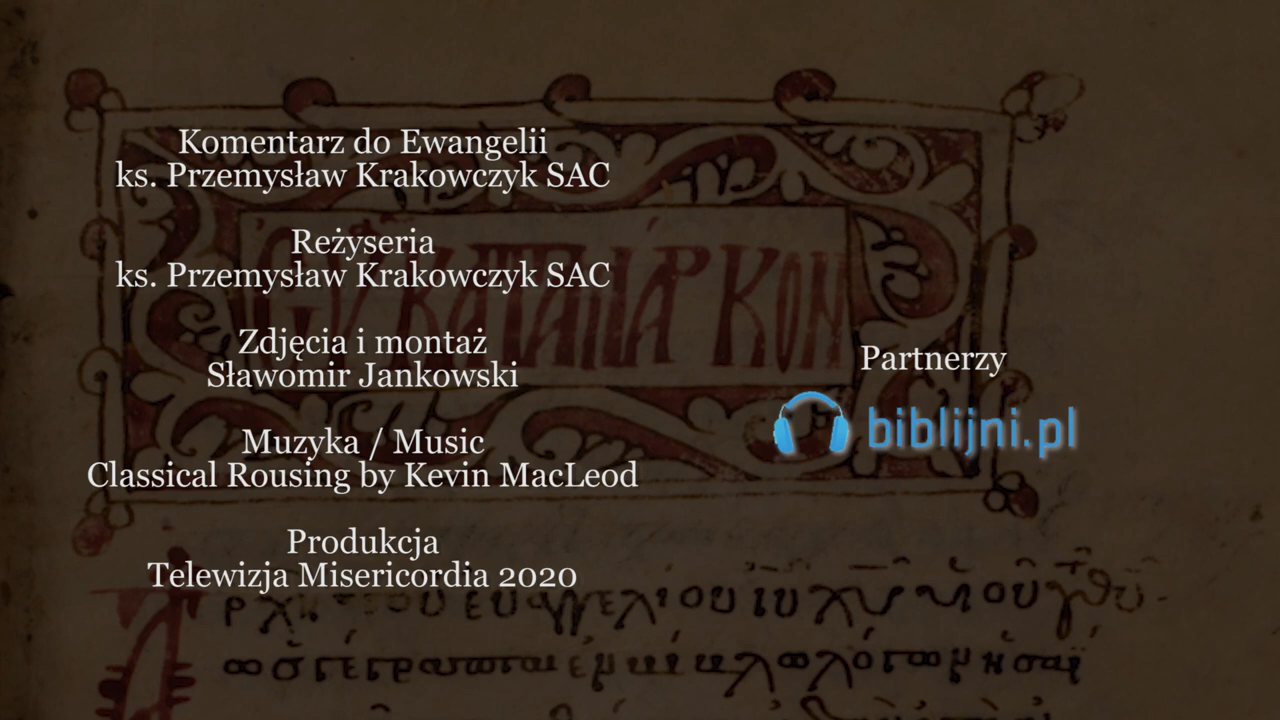 Komentarz do Ewangelii
ks. Przemysław Krakowczyk SAC
Reżyseria
ks. Przemysław Krakowczyk SAC
Zdjęcia i montaż
Sławomir Jankowski
Muzyka / Music
Classical Rousing by Kevin MacLeod
Produkcja
Telewizja Misericordia 2020
Partnerzy
biblijni.pl